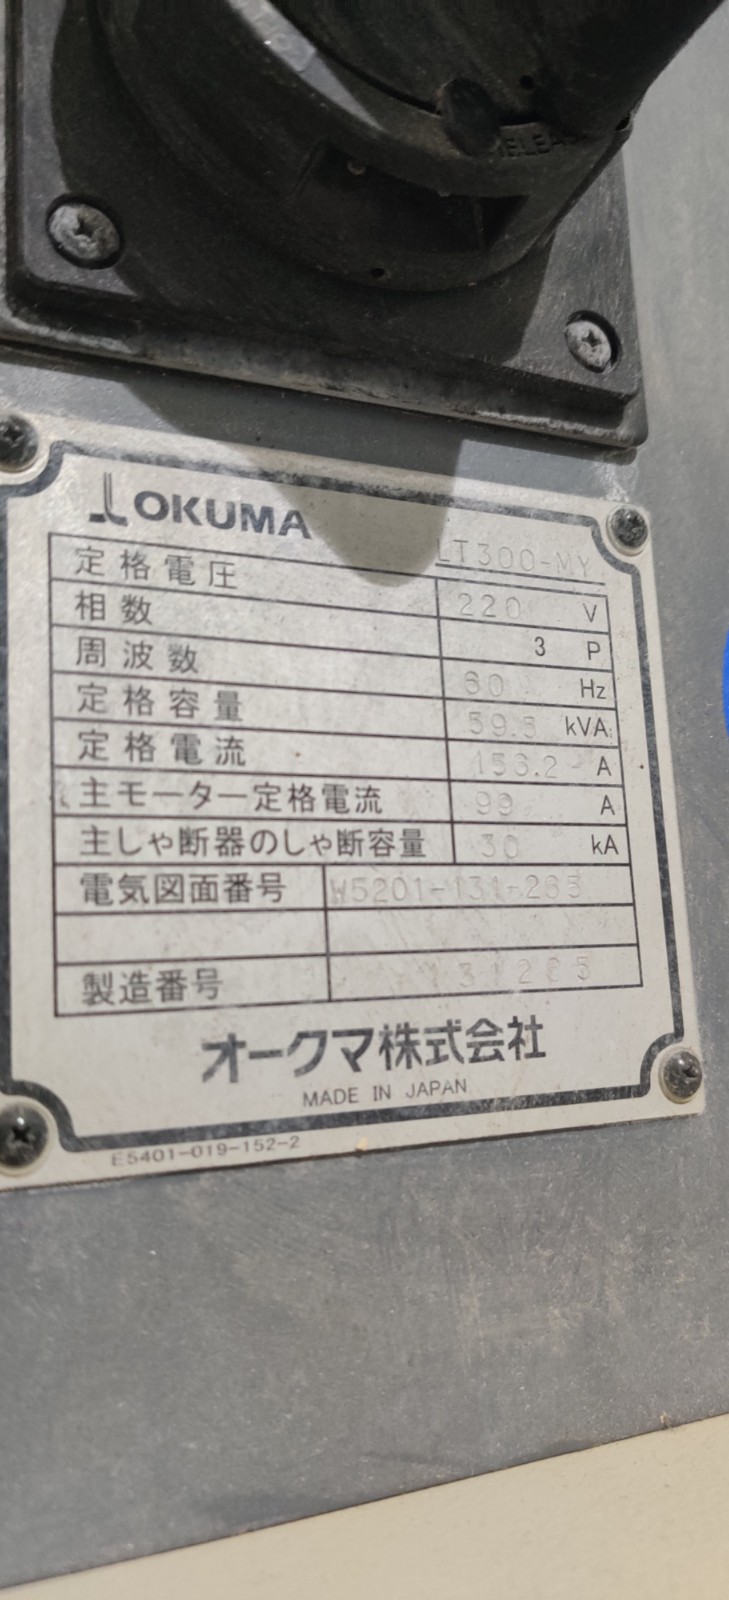 RELEASE
OKUMA
LT300-MY
定格電圧 220 V
相数 3 P
周波数 60 Hz
定格容量 59.5 kVA
定格電流 156.2 A
主モーター定格電流 99 A
主しゃ断器のしゃ断容量 30 kA
電気図面番号 W5201-131-265
製造番号 131265
オークマ株式会社
MADE IN JAPAN
E5401-019-152-2